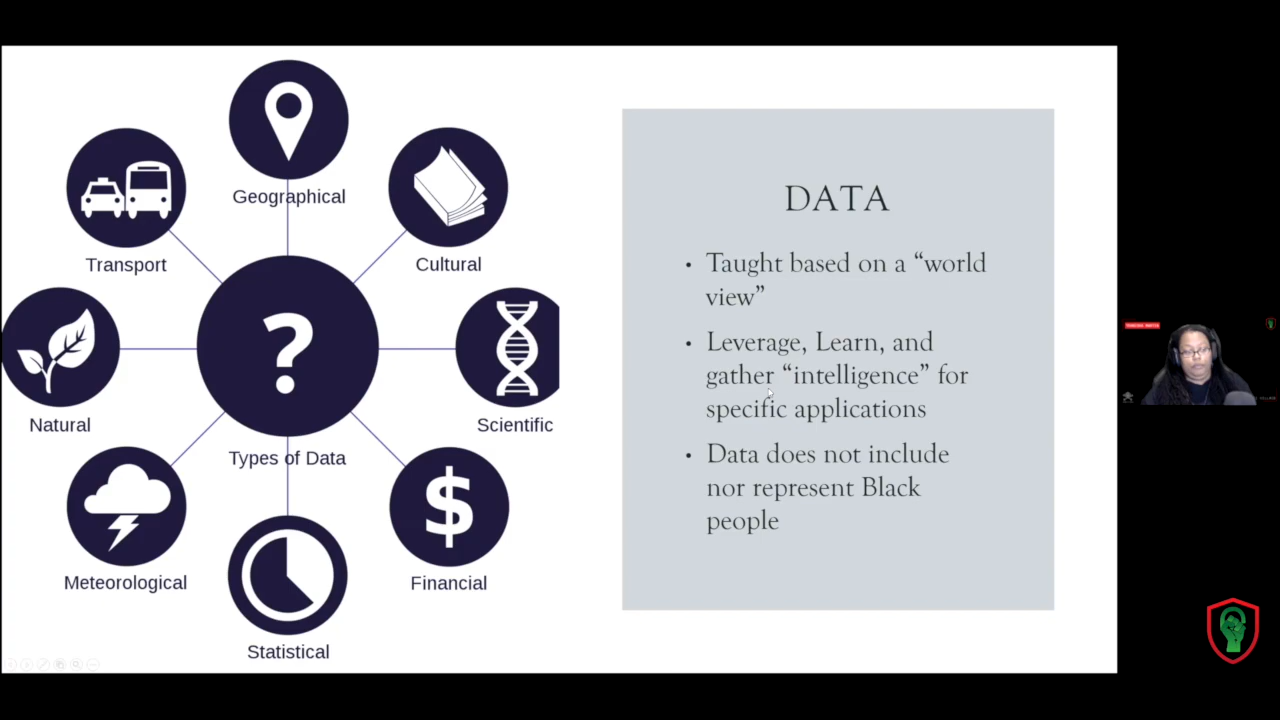 Geographical
Transport
Cultural
?
Natural
Scientific
Types of Data
Meteorological
$
Financial
Statistical
DATA
• Taught based on a “world
view”
• Leverage, Learn, and
gather “intelligence” for
specific applications
• Data does not include
nor represent Black
people